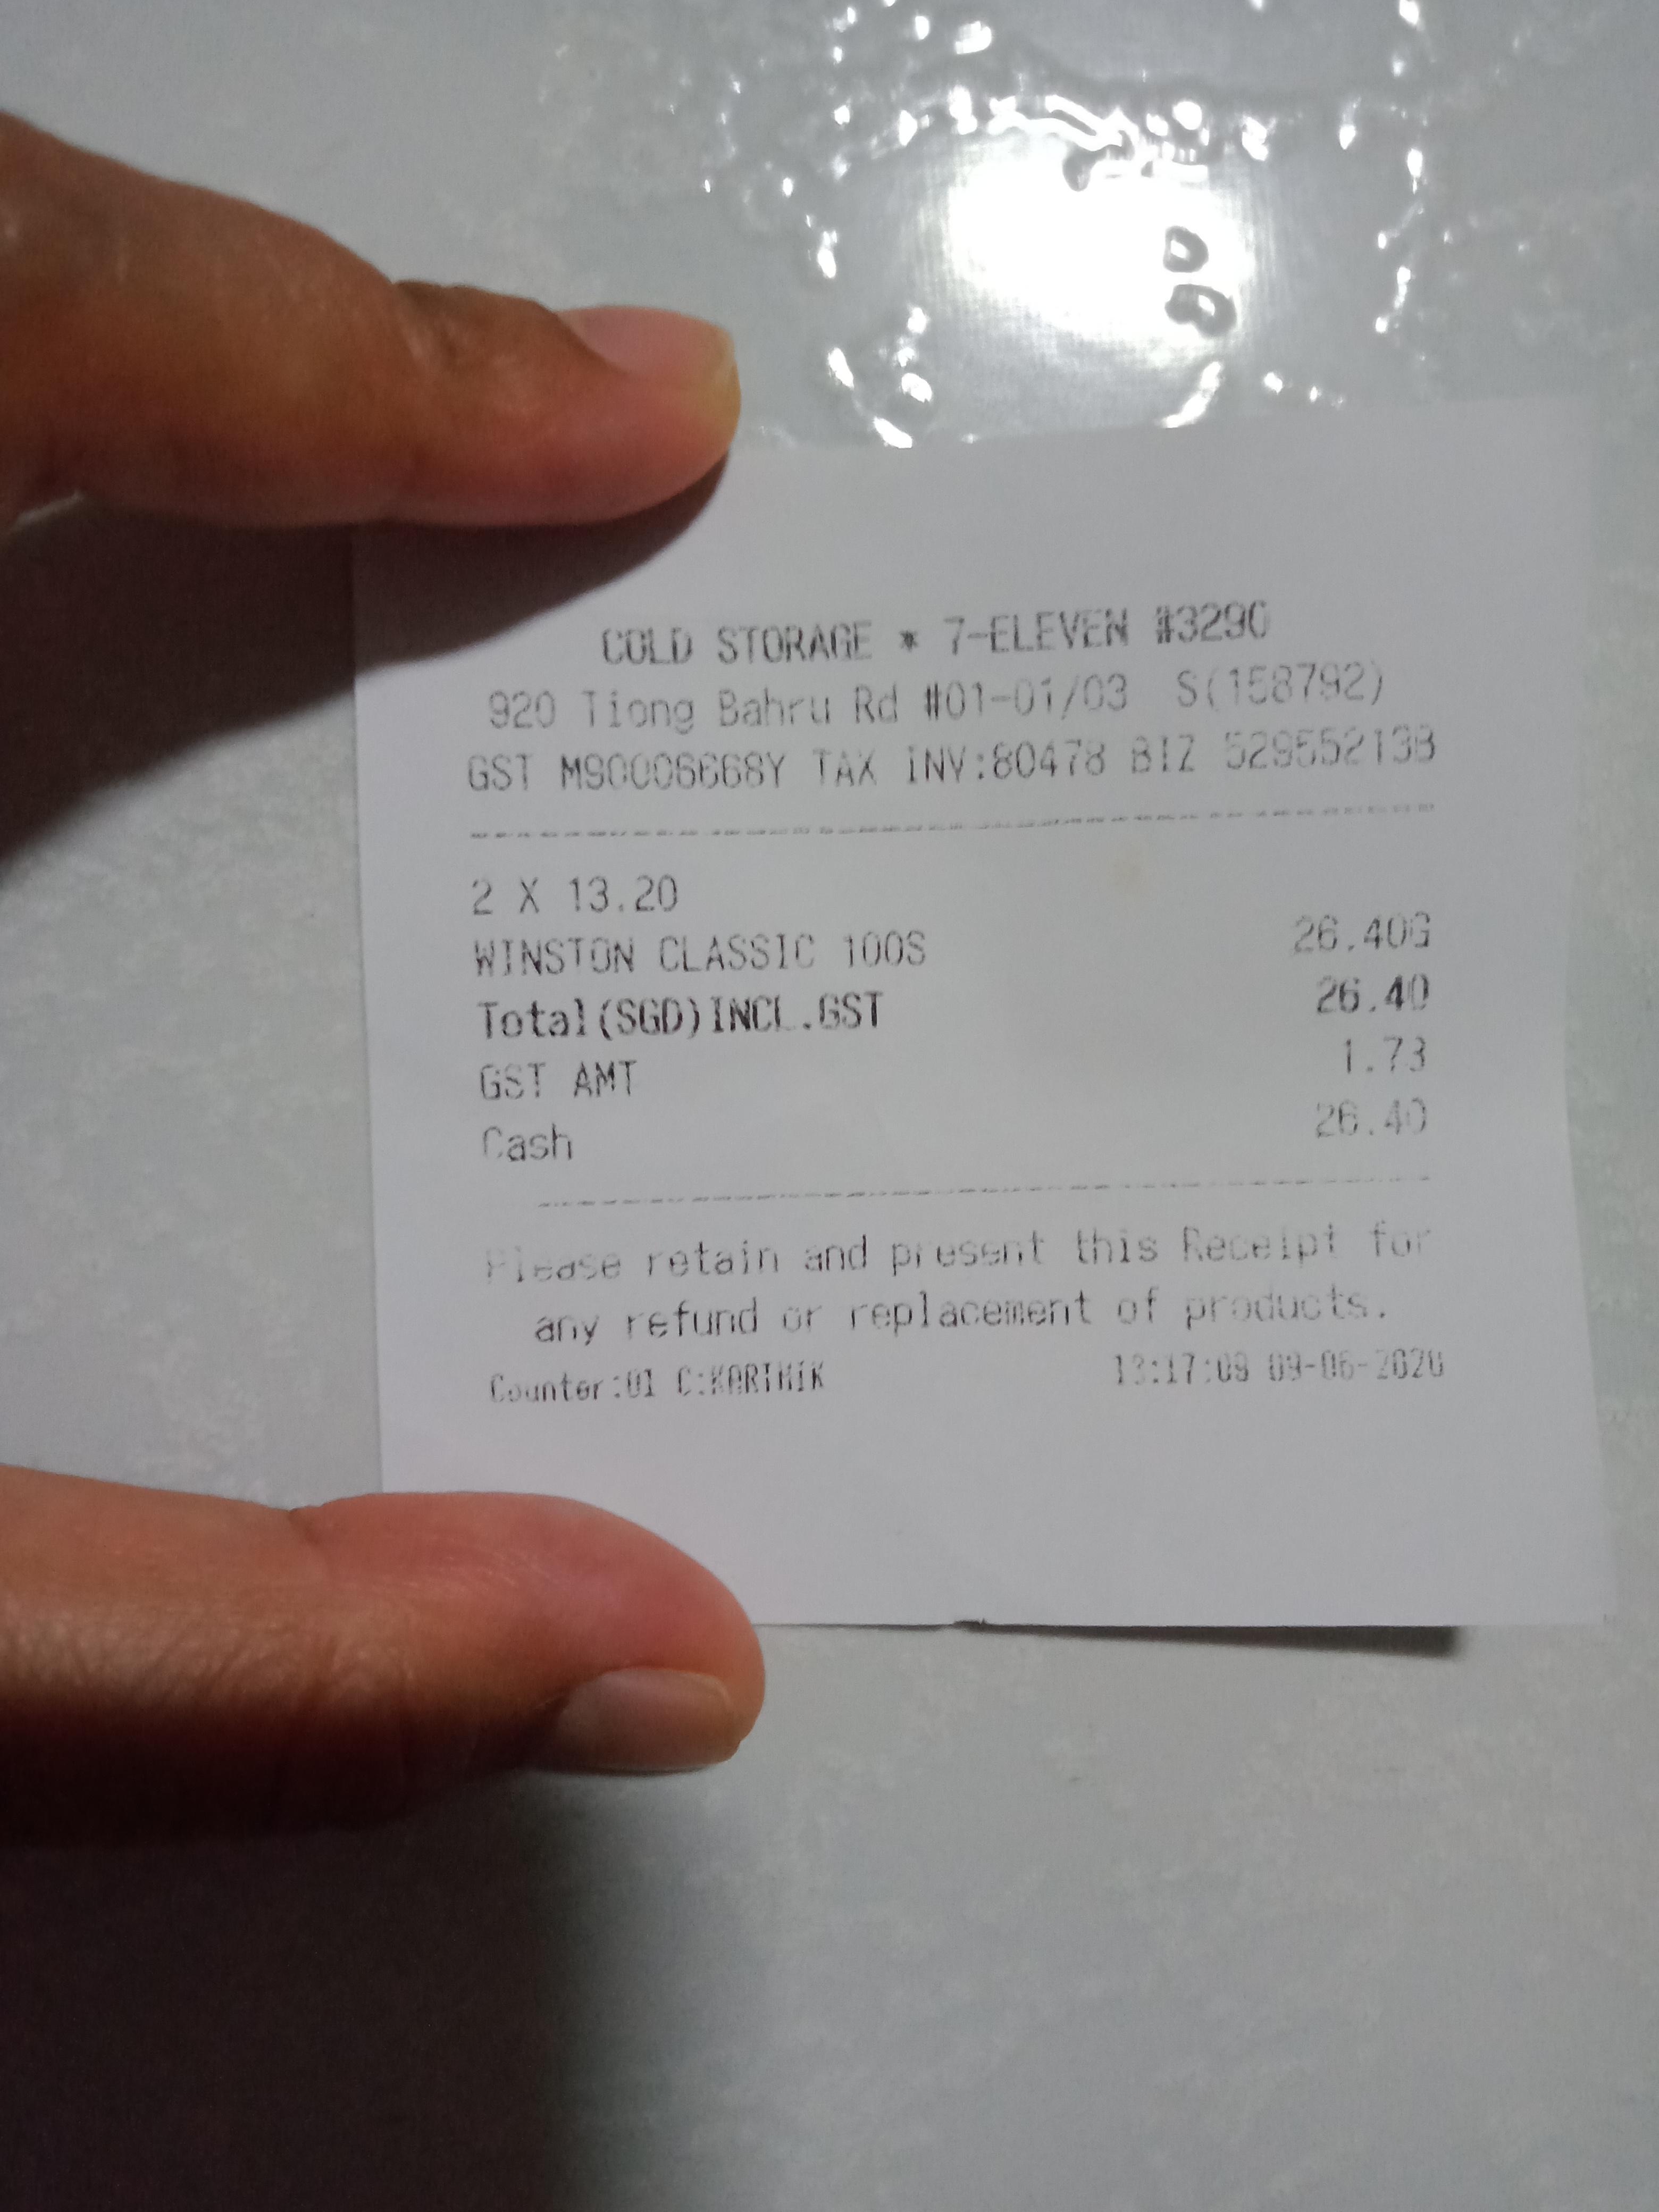 COLD STORAGE * 7-ELEVEN #3290
920 Tiong Bahru Rd #01-01/03 S(158792)
GST M90006668Y TAX INV:80478 BIZ 52955213B
2 X 13.20
WINSTON CLASSIC 100S 26.40G
Total(SGD)INCL.GST 26.40
GST AMT 1.73
Cash 26.40
Please retain and present this Receipt for
any refund or replacement of products.
Counter:01 C:KARTHIK 13:17:09 09-06-2020